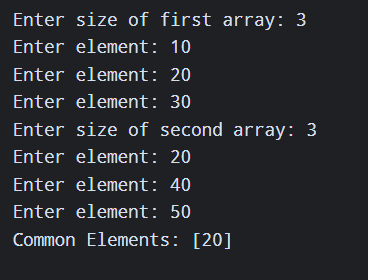 Enter size of first array: 3
Enter element: 10
Enter element: 20
Enter element: 30
Enter size of second array: 3
Enter element: 20
Enter element: 40
Enter element: 50
Common Elements: [20]